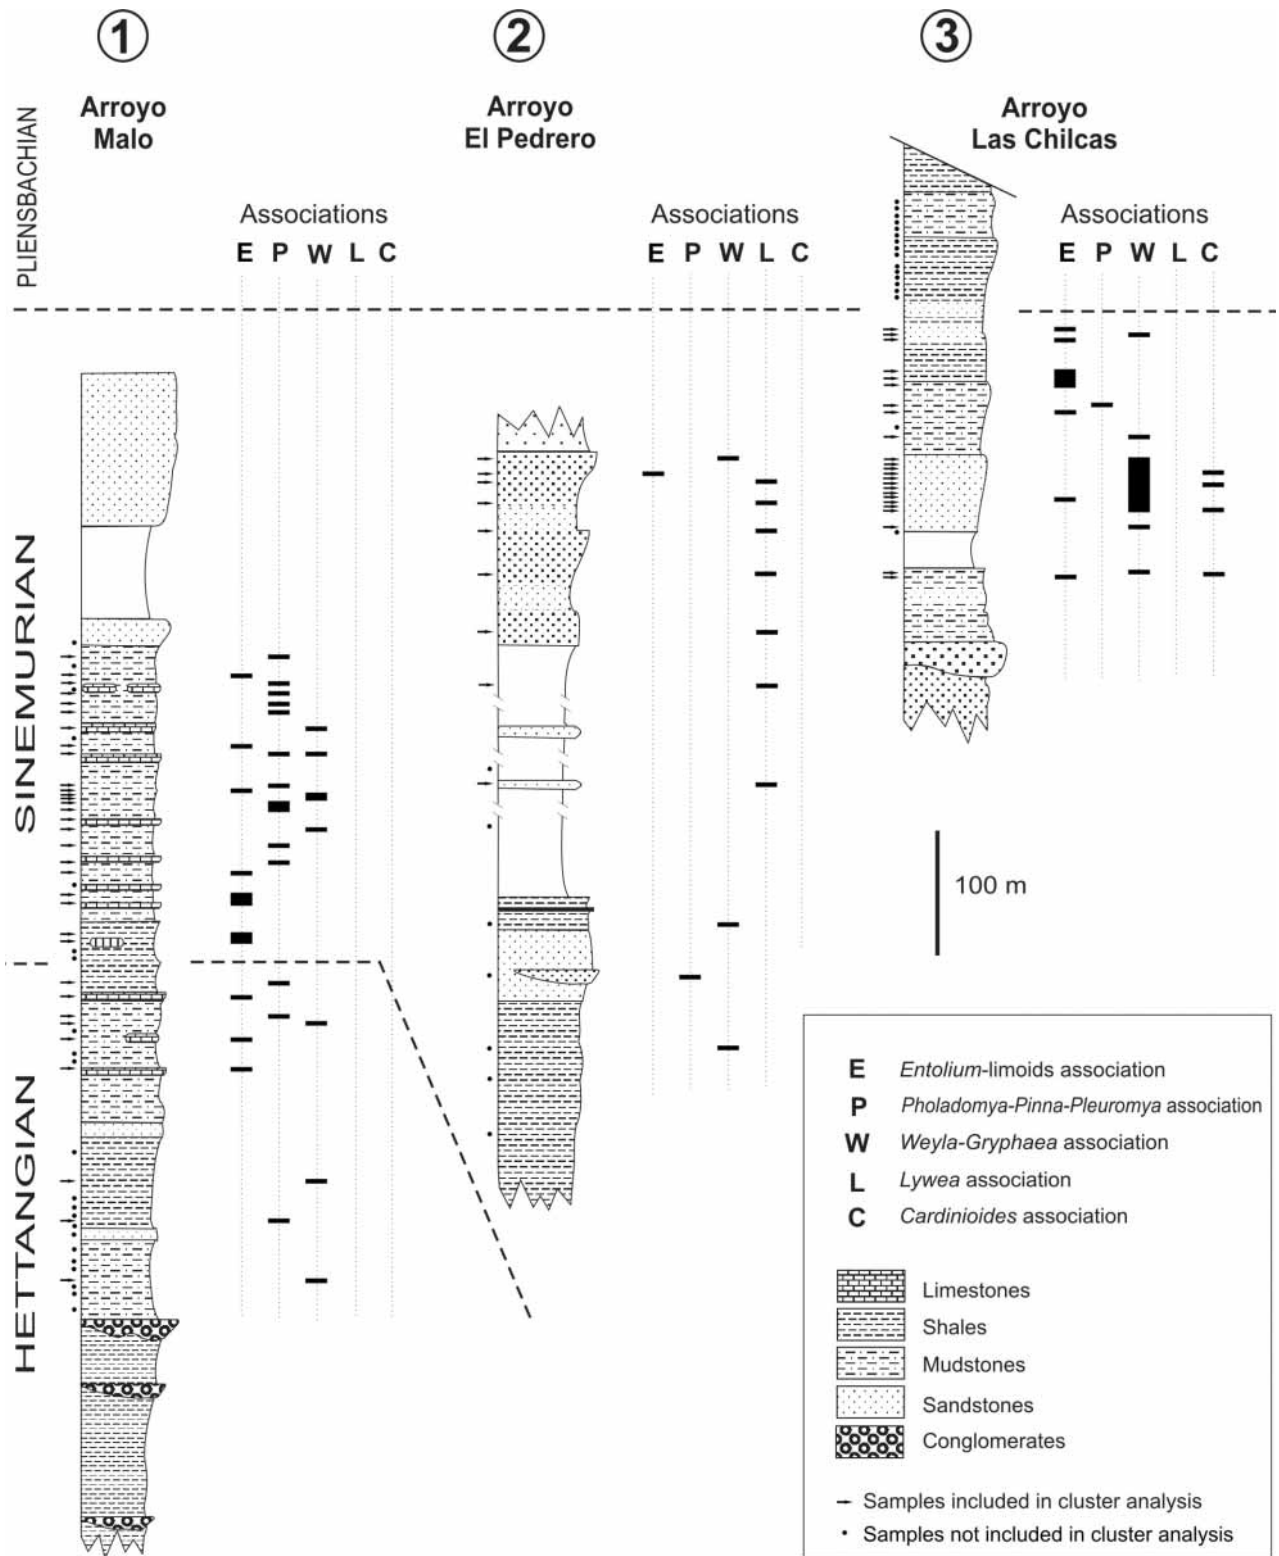 1
2
3
Arroyo
Malo
Arroyo
El Pedrero
Arroyo
Las Chilcas
PLIENSBACHIAN
SINEMURIAN
HETTANGIAN
Associations
E P W L C
Associations
E P W L C
Associations
E P W L C
100 m
E Entolium-limoids association
P Pholadomya-Pinna-Pleuromya association
W Weyla-Gryphaea association
L Lywea association
C Cardinioides association
Limestones
Shales
Mudstones
Sandstones
Conglomerates
Samples included in cluster analysis
Samples not included in cluster analysis